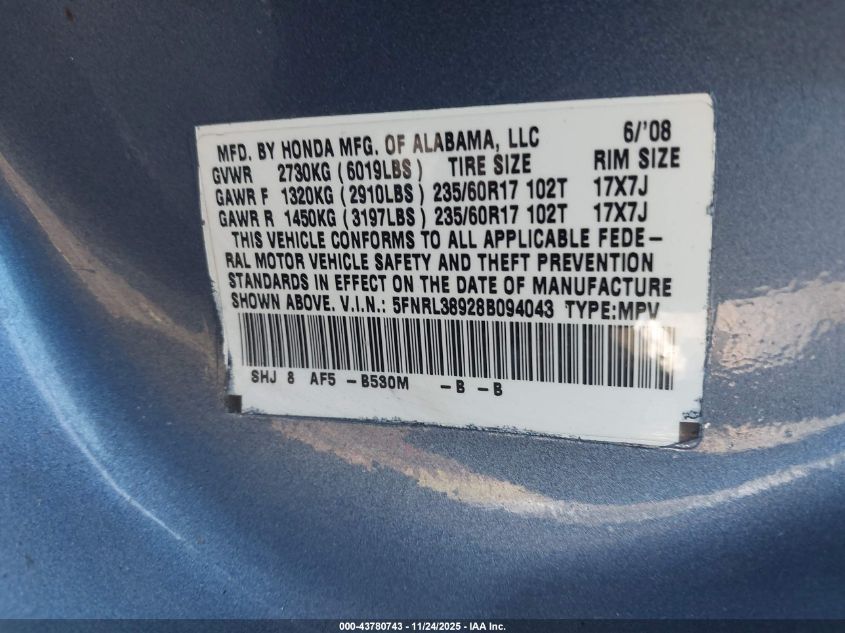 MFD. BY HONDA MFG. OF ALABAMA, LLC 6/'08
GVWR 2730KG (6019LBS) TIRE SIZE RIM SIZE
GAWR F 1320KG (2910LBS) 235/60R17 102T 17X7J
GAWR R 1450KG (3197LBS) 235/60R17 102T 17X7J
THIS VEHICLE CONFORMS TO ALL APPLICABLE FEDE-
RAL MOTOR VEHICLE SAFETY AND THEFT PREVENTION
STANDARDS IN EFFECT ON THE DATE OF MANUFACTURE
SHOWN ABOVE. V.I.N.: 5FNRL38928B094043 TYPE:MPV
SHJ 8 AF5 -B530M -B -B
000-43780743 - 11/24/2025 - IAA Inc.